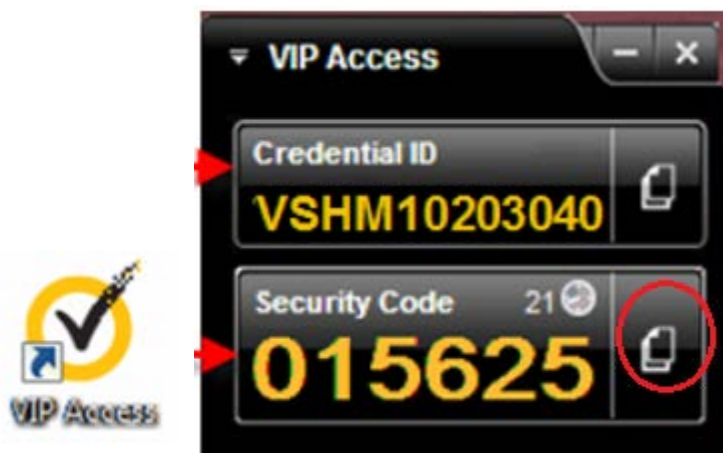 VIP Access
Credential ID
VSHM10203040
Security Code 21
015625
VIP Access